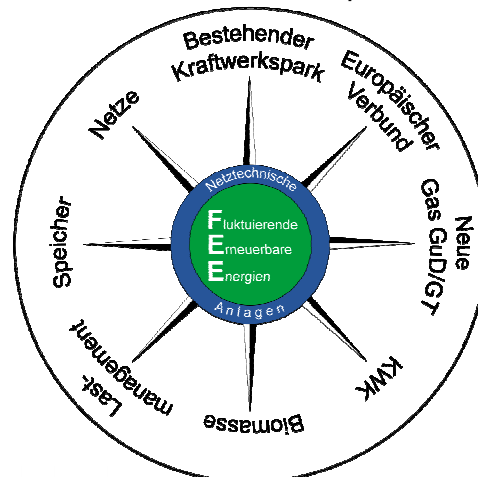 Bestehender
Kraftwerkspark
Europäischer
Verbund
Neue
Gas GuD/GT
KWK
Biomasse
Last-
management
Speicher
Netze
Netztechnische
Fluktuierende
Erneuerbare
Energien
Anlagen